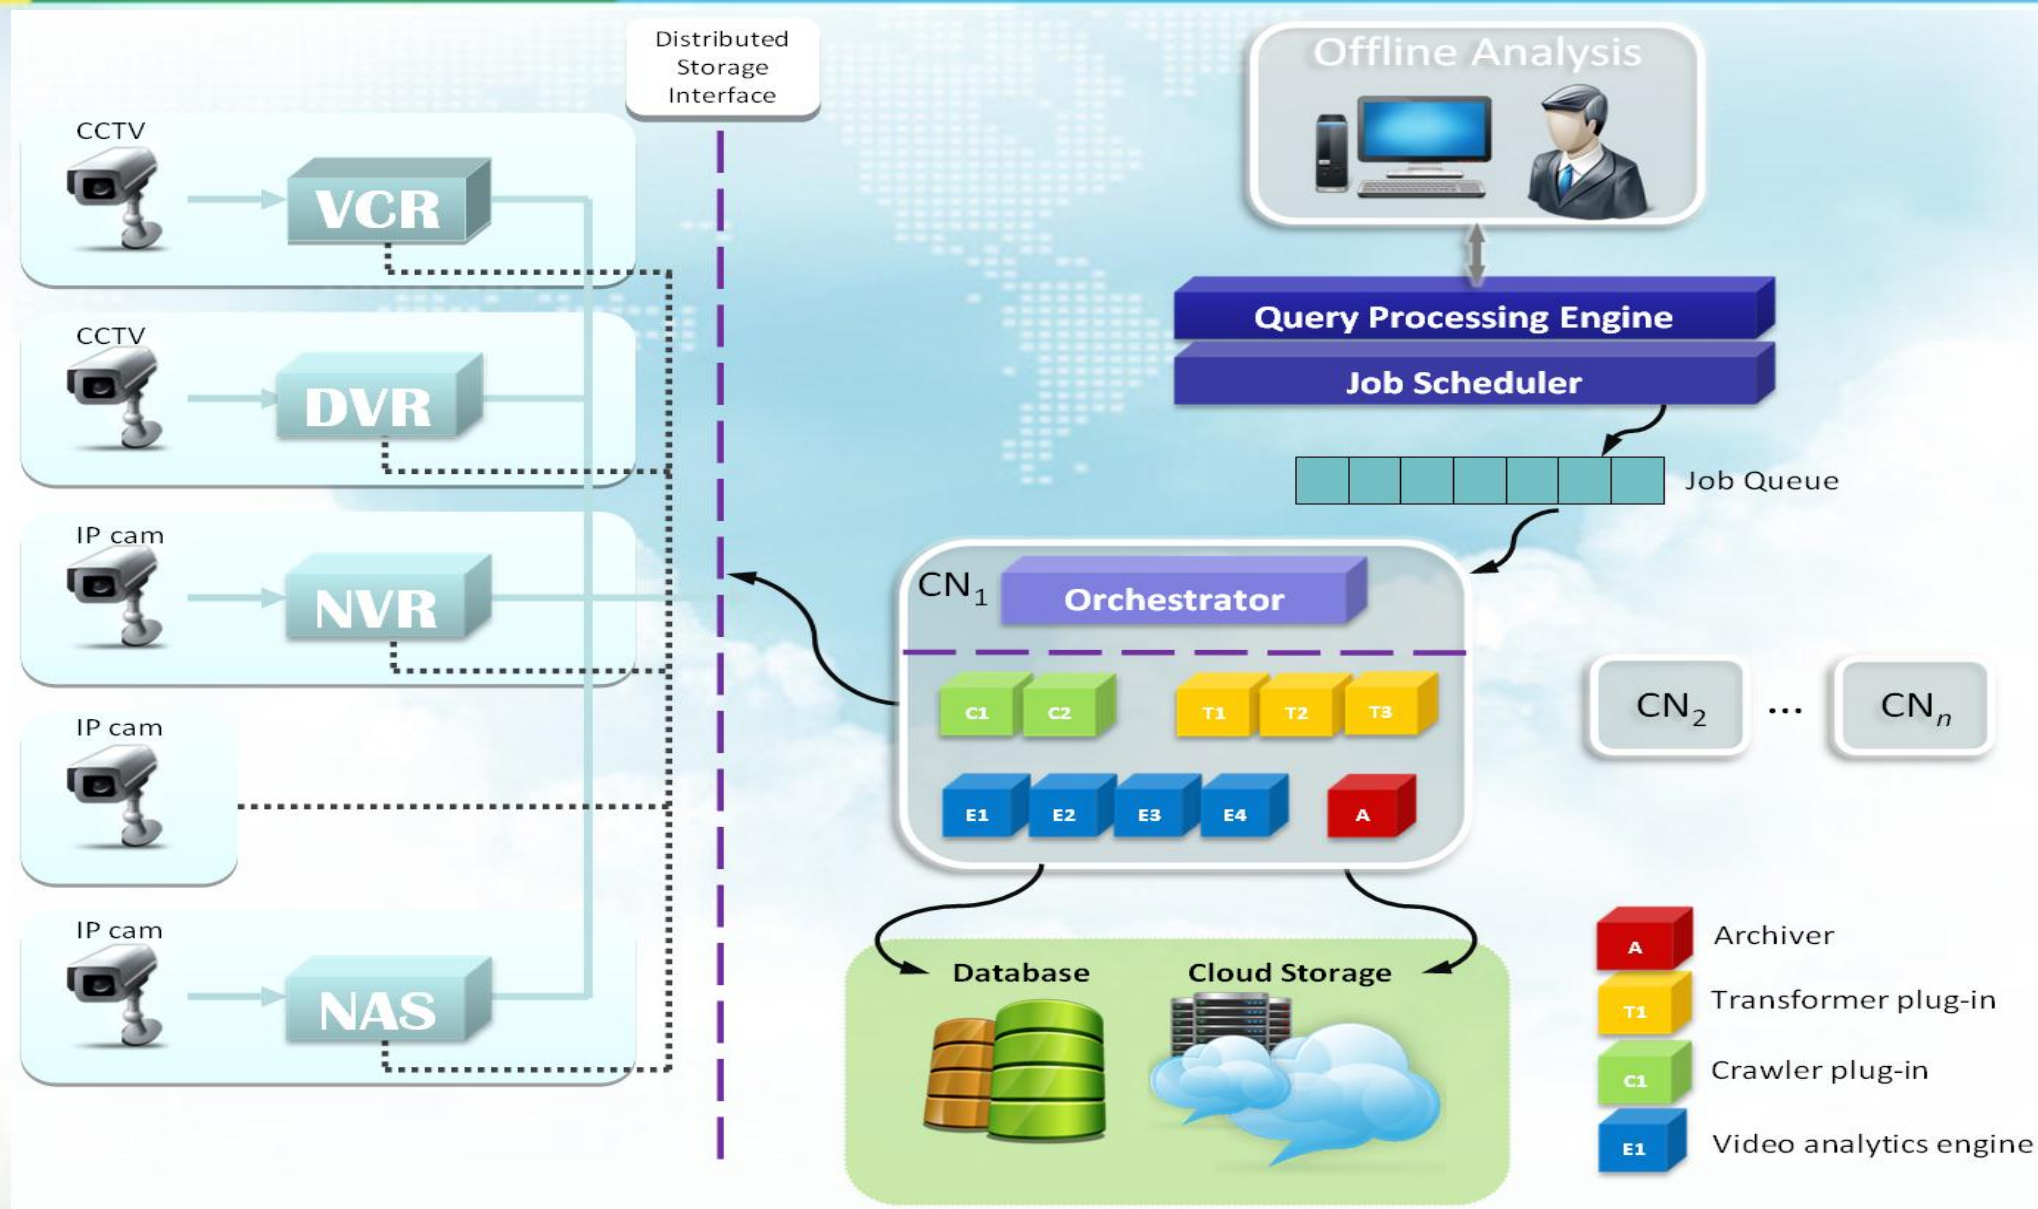 Distributed
Storage
Interface
Offline Analysis
CCTV
VCR
CCTV
DVR
IP cam
NVR
IP cam
IP cam
NAS
Query Processing Engine
Job Scheduler
Job Queue
CN1
Orchestrator
C1
C2
T1
T2
T3
E1
E2
E3
E4
A
CN2
...
CNn
Database
Cloud Storage
A
Archiver
T1
Transformer plug-in
C1
Crawler plug-in
E1
Video analytics engine